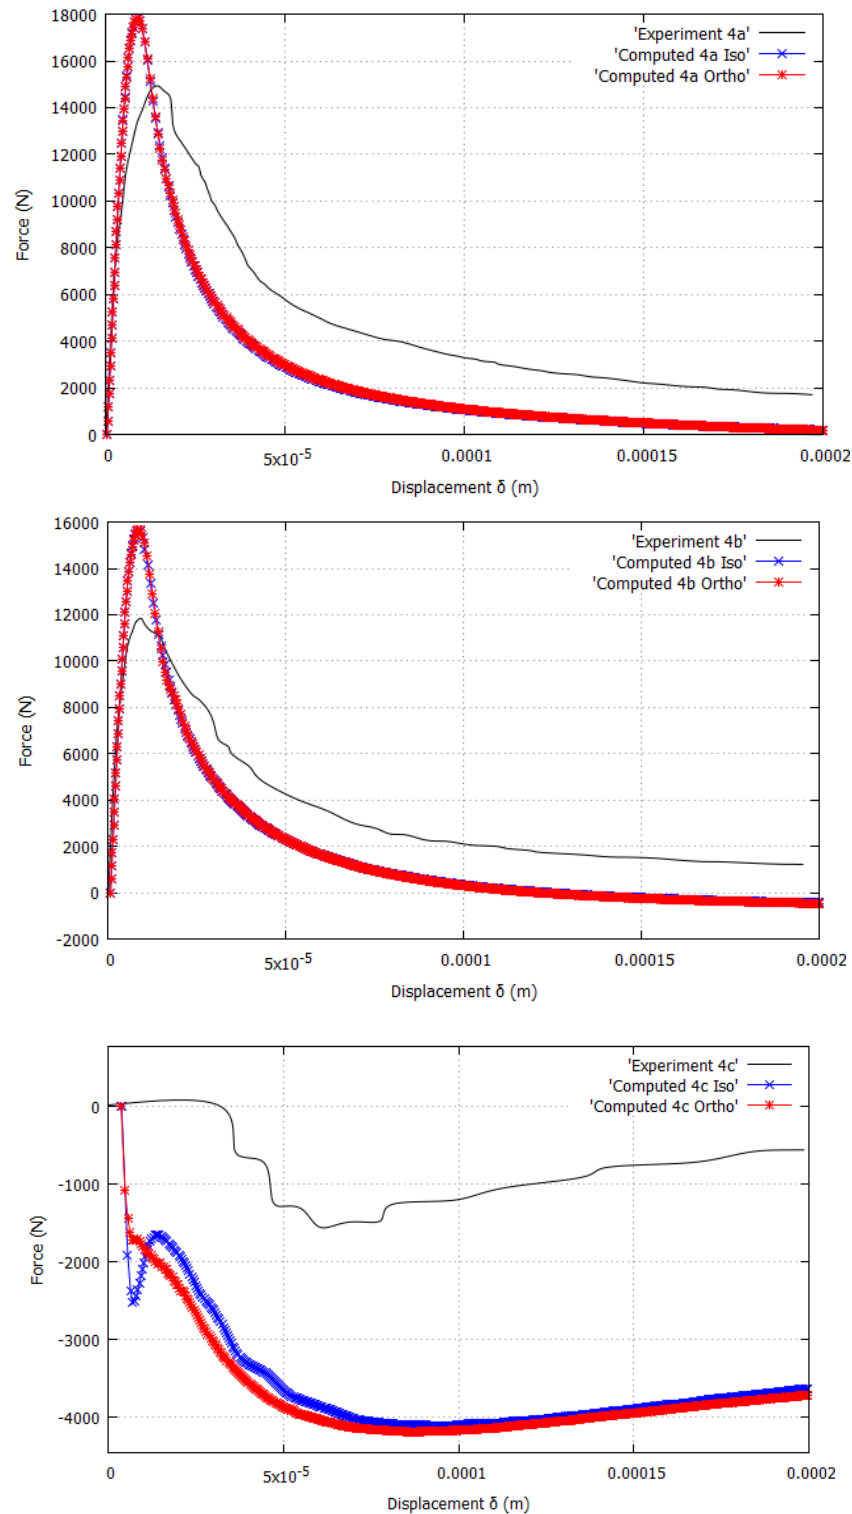 18000
16000
14000
12000
10000
8000
6000
4000
2000
0
Force (N)
'Experiment 4a'
'Computed 4a Iso'
'Computed 4a Ortho'
0
5x10-5
0.0001
0.00015
0.0002
Displacement δ (m)
16000
14000
12000
10000
8000
6000
4000
2000
0
-2000
Force (N)
'Experiment 4b'
'Computed 4b Iso'
'Computed 4b Ortho'
0
5x10-5
0.0001
0.00015
0.0002
Displacement δ (m)
0
-1000
-2000
-3000
-4000
Force (N)
'Experiment 4c'
'Computed 4c Iso'
'Computed 4c Ortho'
0
5x10-5
0.0001
0.00015
0.0002
Displacement δ (m)